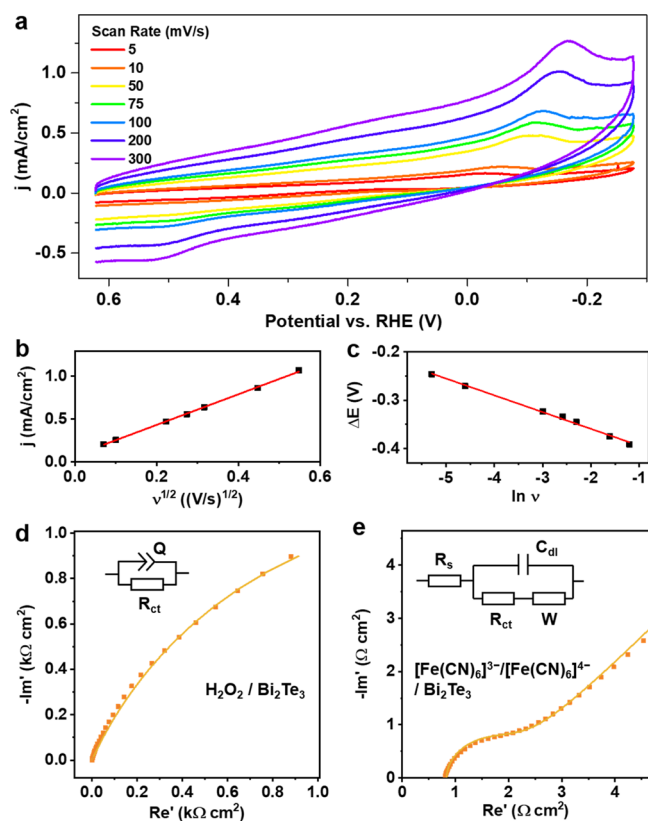 a
Scan Rate (mV/s)
5
10
50
75
100
200
300
j (mA/cm²)
1.0
0.5
0.0
-0.5
0.6
0.4
0.2
0.0
-0.2
Potential vs. RHE (V)
b
j (mA/cm²)
1.0
0.5
0.0
0.0
0.2
0.4
0.6
ν^1/2 ((V/s)^1/2)
c
ΔE (V)
-0.2
-0.3
-0.4
-5
-4
-3
-2
-1
ln ν
d
-Im' (kΩ cm²)
1.0
0.8
0.6
0.4
0.2
0.0
Q
R_ct
H₂O₂ / Bi₂Te₃
0.0
0.2
0.4
0.6
0.8
1.0
Re' (kΩ cm²)
e
-Im' (Ω cm²)
4
3
2
1
0
R_s
C_dl
R_ct
W
[Fe(CN)₆]³⁻/[Fe(CN)₆]⁴⁻
/ Bi₂Te₃
0
1
2
3
4
Re' (Ω cm²)